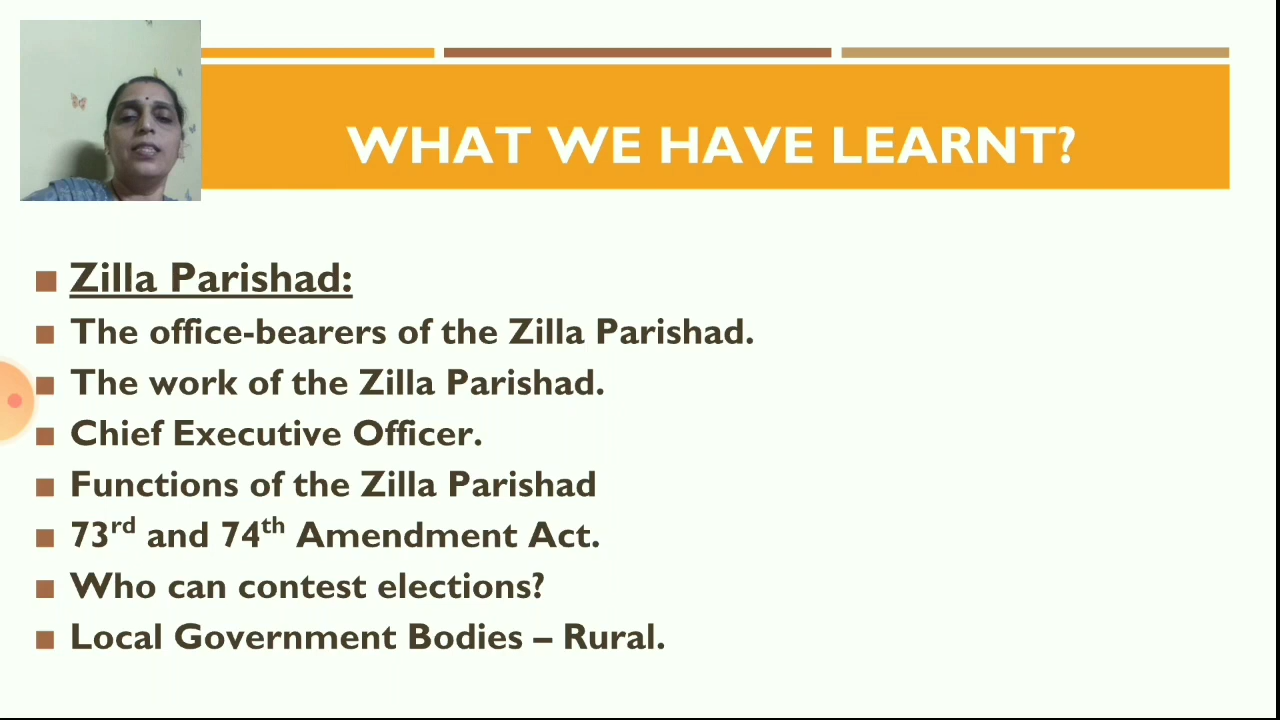 WHAT WE HAVE LEARNT?
Zilla Parishad:
The office-bearers of the Zilla Parishad.
The work of the Zilla Parishad.
Chief Executive Officer.
Functions of the Zilla Parishad
73rd and 74th Amendment Act.
Who can contest elections?
Local Government Bodies – Rural.